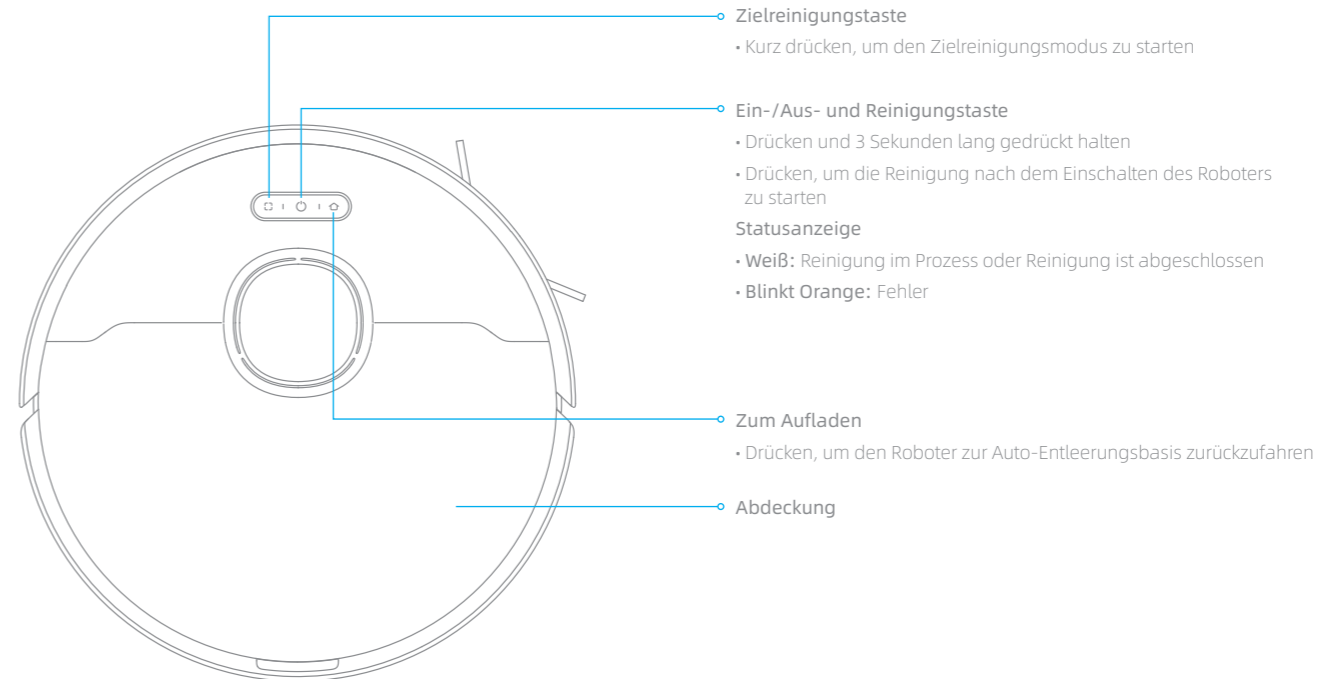 Zielreinigungstaste
• Kurz drücken, um den Zielreinigungsmodus zu starten
Ein-/Aus- und Reinigungstaste
• Drücken und 3 Sekunden lang gedrückt halten
• Drücken, um die Reinigung nach dem Einschalten des Roboters
zu starten
Statusanzeige
• Weiß: Reinigung im Prozess oder Reinigung ist abgeschlossen
• Blinkt Orange: Fehler
Zum Aufladen
• Drücken, um den Roboter zur Auto-Entleerungsbasis zurückzufahren
Abdeckung